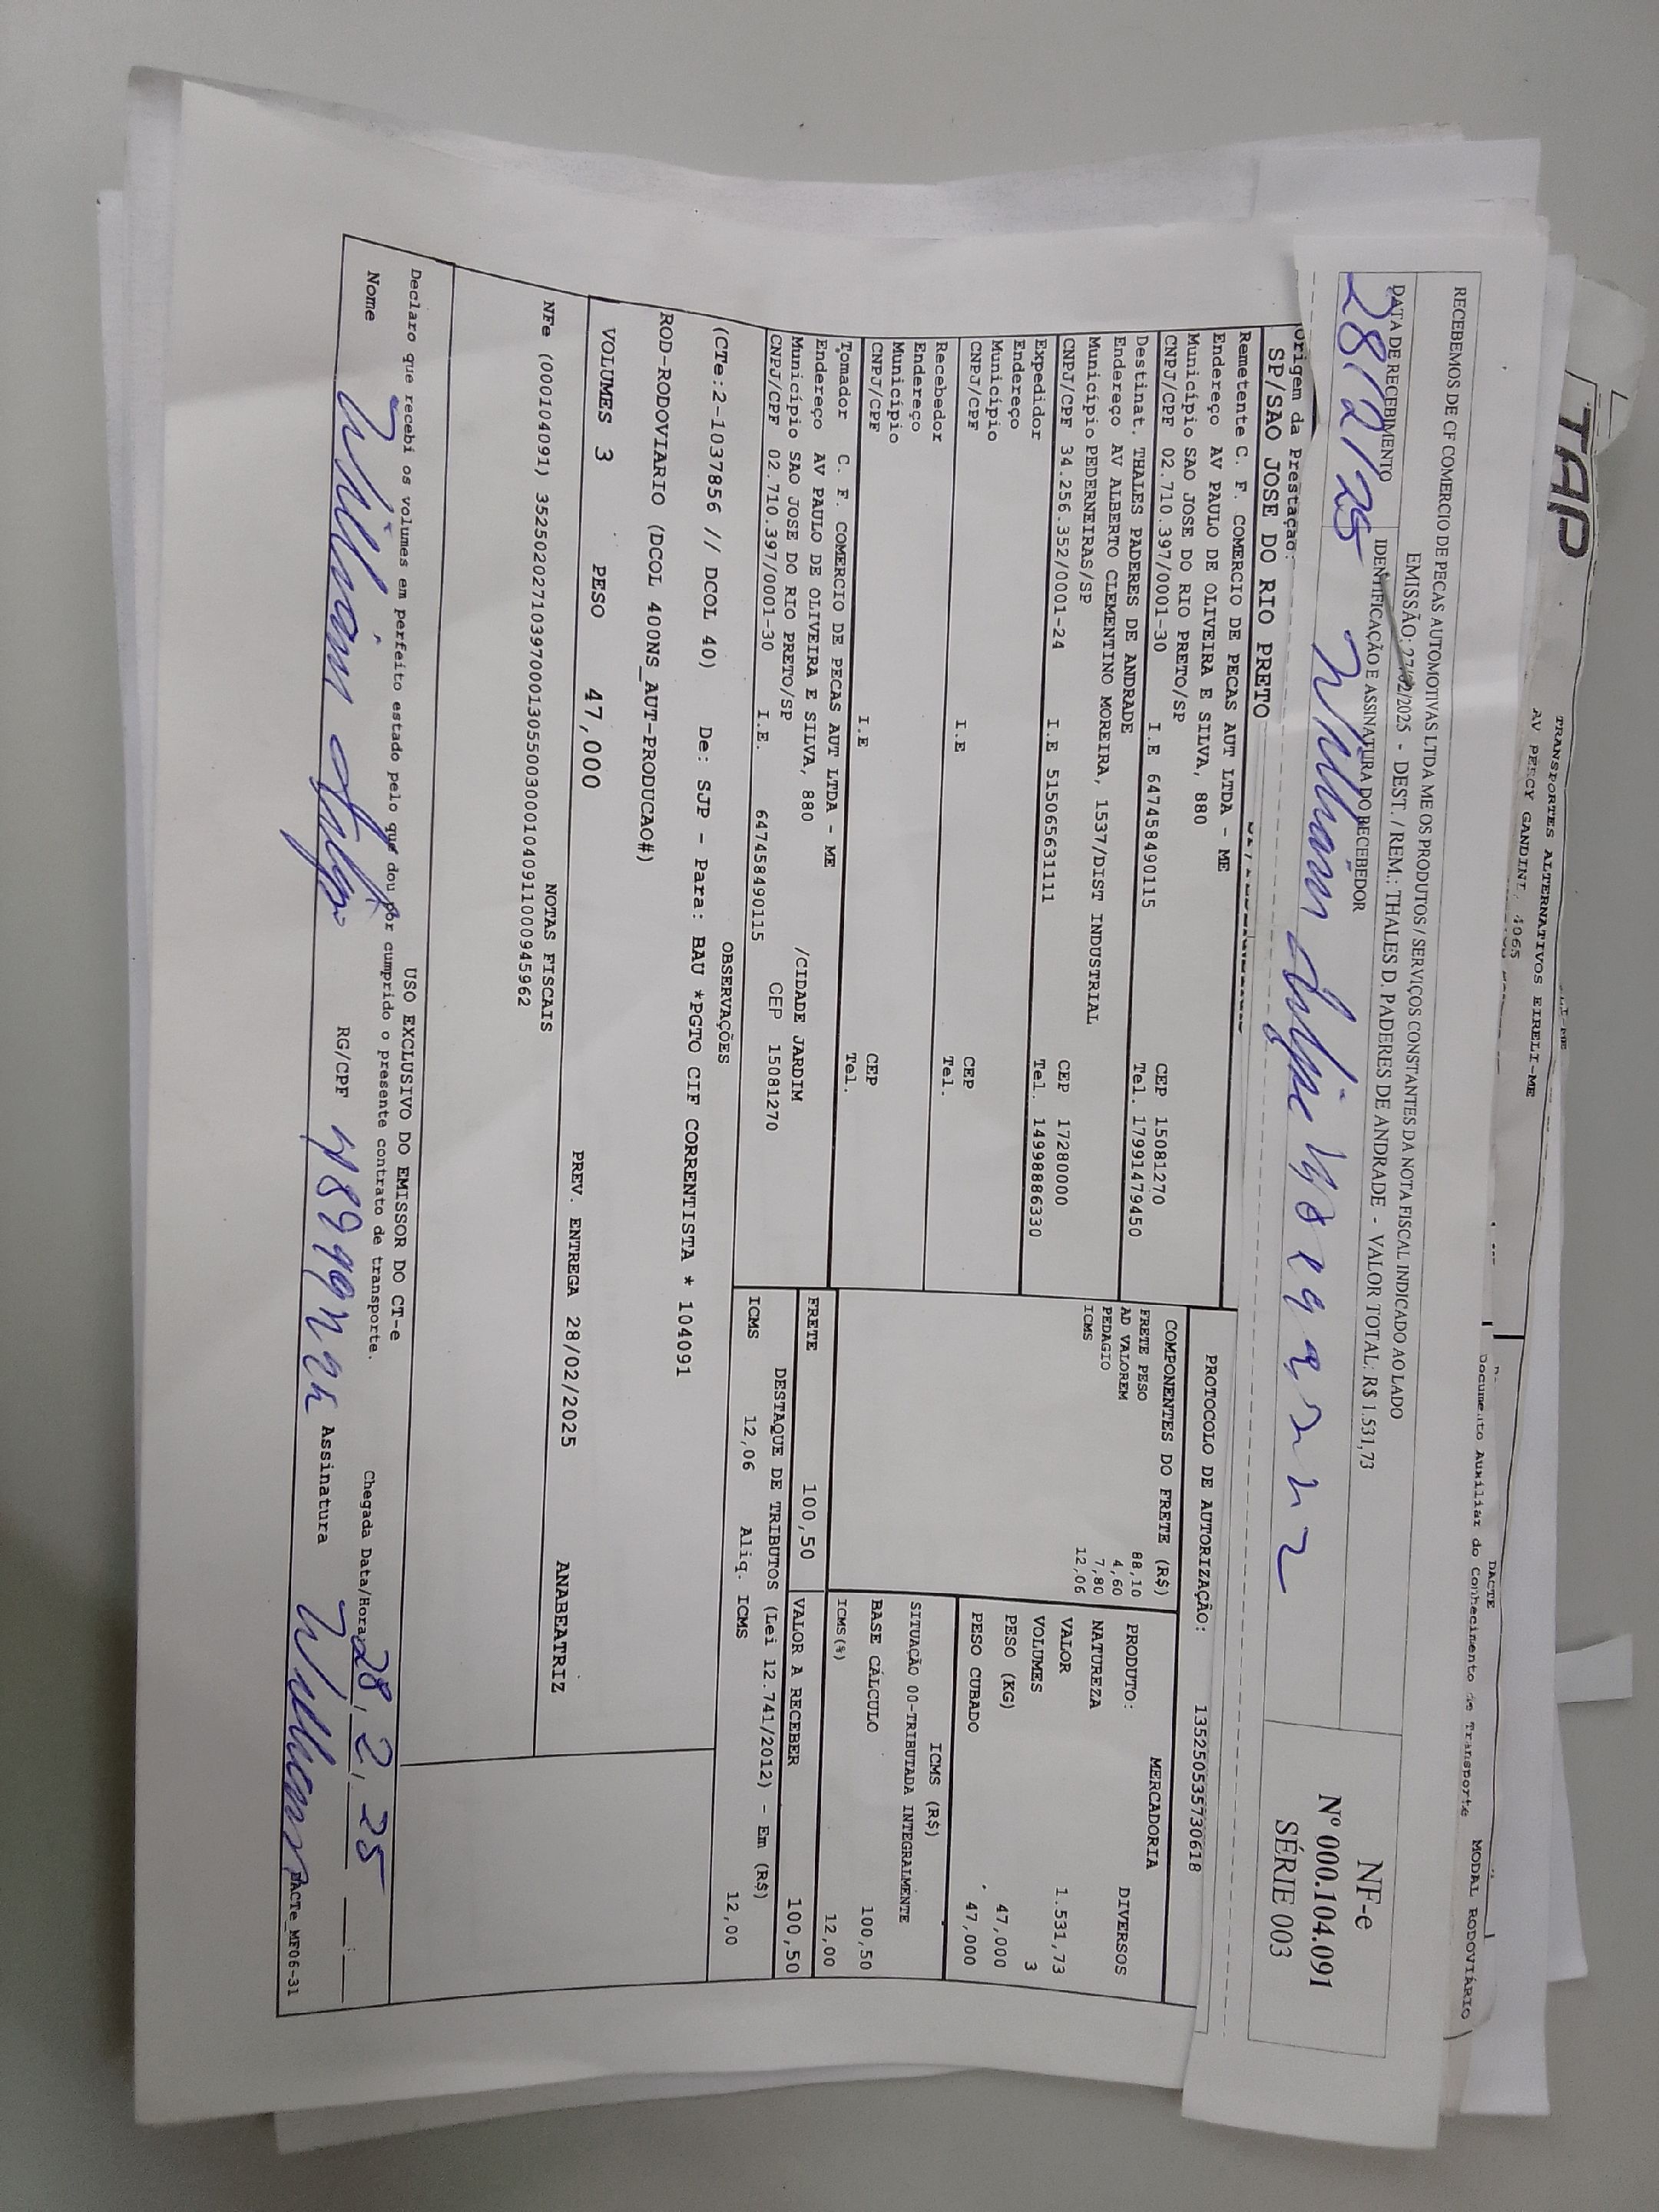 TAP
TRANSPORTES ALTERNATIVOS EIRELI-ME
AV PERCY GANDINI, 4065
DACTE
Documento Auxiliar do Conhecimento de Transporte
MODAL RODOVIÁRIO
RECEBEMOS DE CF COMERCIO DE PECAS AUTOMOTIVAS LTDA ME OS PRODUTOS / SERVIÇOS CONSTANTES DA NOTA FISCAL INDICADO AO LADO
EMISSÃO: 27/02/2025 - DEST. / REM.: THALES D. PADERES DE ANDRADE - VALOR TOTAL: R$ 1.531,73
DATA DE RECEBIMENTO
IDENTIFICAÇÃO E ASSINATURA DO RECEBEDOR
28/2/25 William
NF-e
Nº 000.104.091
SÉRIE 003
Origem da Prestação:
SP/SAO JOSE DO RIO PRETO
PROTOCOLO DE AUTORIZAÇÃO: 135250535730618
Remetente C. F. COMERCIO DE PECAS AUT LTDA - ME
Endereço AV PAULO DE OLIVEIRA E SILVA, 880
Município SAO JOSE DO RIO PRETO/SP CEP 15081270
CNPJ/CPF 02.710.397/0001-30 I.E 647458490115 Tel. 17991479450
Destinat. THALES PADERES DE ANDRADE
Endereço AV ALBERTO CLEMENTINO MOREIRA, 1537/DIST INDUSTRIAL
Município PEDERNEIRAS/SP CEP 17280000
CNPJ/CPF 34.256.352/0001-24 I.E 515065631111 Tel. 14998886330
Expedidor
Endereço
Município CEP
CNPJ/CPF I.E Tel.
Recebedor
Endereço
Município CEP
CNPJ/CPF I.E Tel.
Tomador C. F. COMERCIO DE PECAS AUT LTDA - ME
Endereço AV PAULO DE OLIVEIRA E SILVA, 880 /CIDADE JARDIM
Município SAO JOSE DO RIO PRETO/SP CEP 15081270
CNPJ/CPF 02.710.397/0001-30 I.E. 647458490115
COMPONENTES DO FRETE (R$)
FRETE PESO 88,10
AD VALOREM 4,60
PEDAGIO 7,80
ICMS 12,06
MERCADORIA
PRODUTO: DIVERSOS
NATUREZA
VALOR 1.531,73
VOLUMES 3
PESO (KG) 47,000
PESO CUBADO 47,000
ICMS (R$)
SITUAÇÃO 00-TRIBUTADA INTEGRALMENTE
BASE CÁLCULO 100,50
ICMS (%) 12,00
FRETE 100,50
VALOR A RECEBER 100,50
DESTAQUE DE TRIBUTOS (Lei 12.741/2012) - Em (R$)
ICMS 12,06 Aliq. ICMS 12,00
OBSERVAÇÕES
(CTe:2-1037856 // DCOL 40) De: SJP - Para: BAU *PGTO CIF CORRENTISTA * 104091
ROD-RODOVIARIO (DCOL 400NS_AUT-PRODUCAO#)
VOLUMES 3 PESO 47,000 PREV. ENTREGA 28/02/2025 ANABEATRIZ
NOTAS FISCAIS
NFe (000104091) 35250202710397000130550030001040911000945962
USO EXCLUSIVO DO EMISSOR DO CT-e
Declaro que recebi os volumes em perfeito estado pelo que dou por cumprido o presente contrato de transporte.
Chegada Data/Hora 28, 2, 25
Nome William
RG/CPF
Assinatura William
DACTe_MF06-31